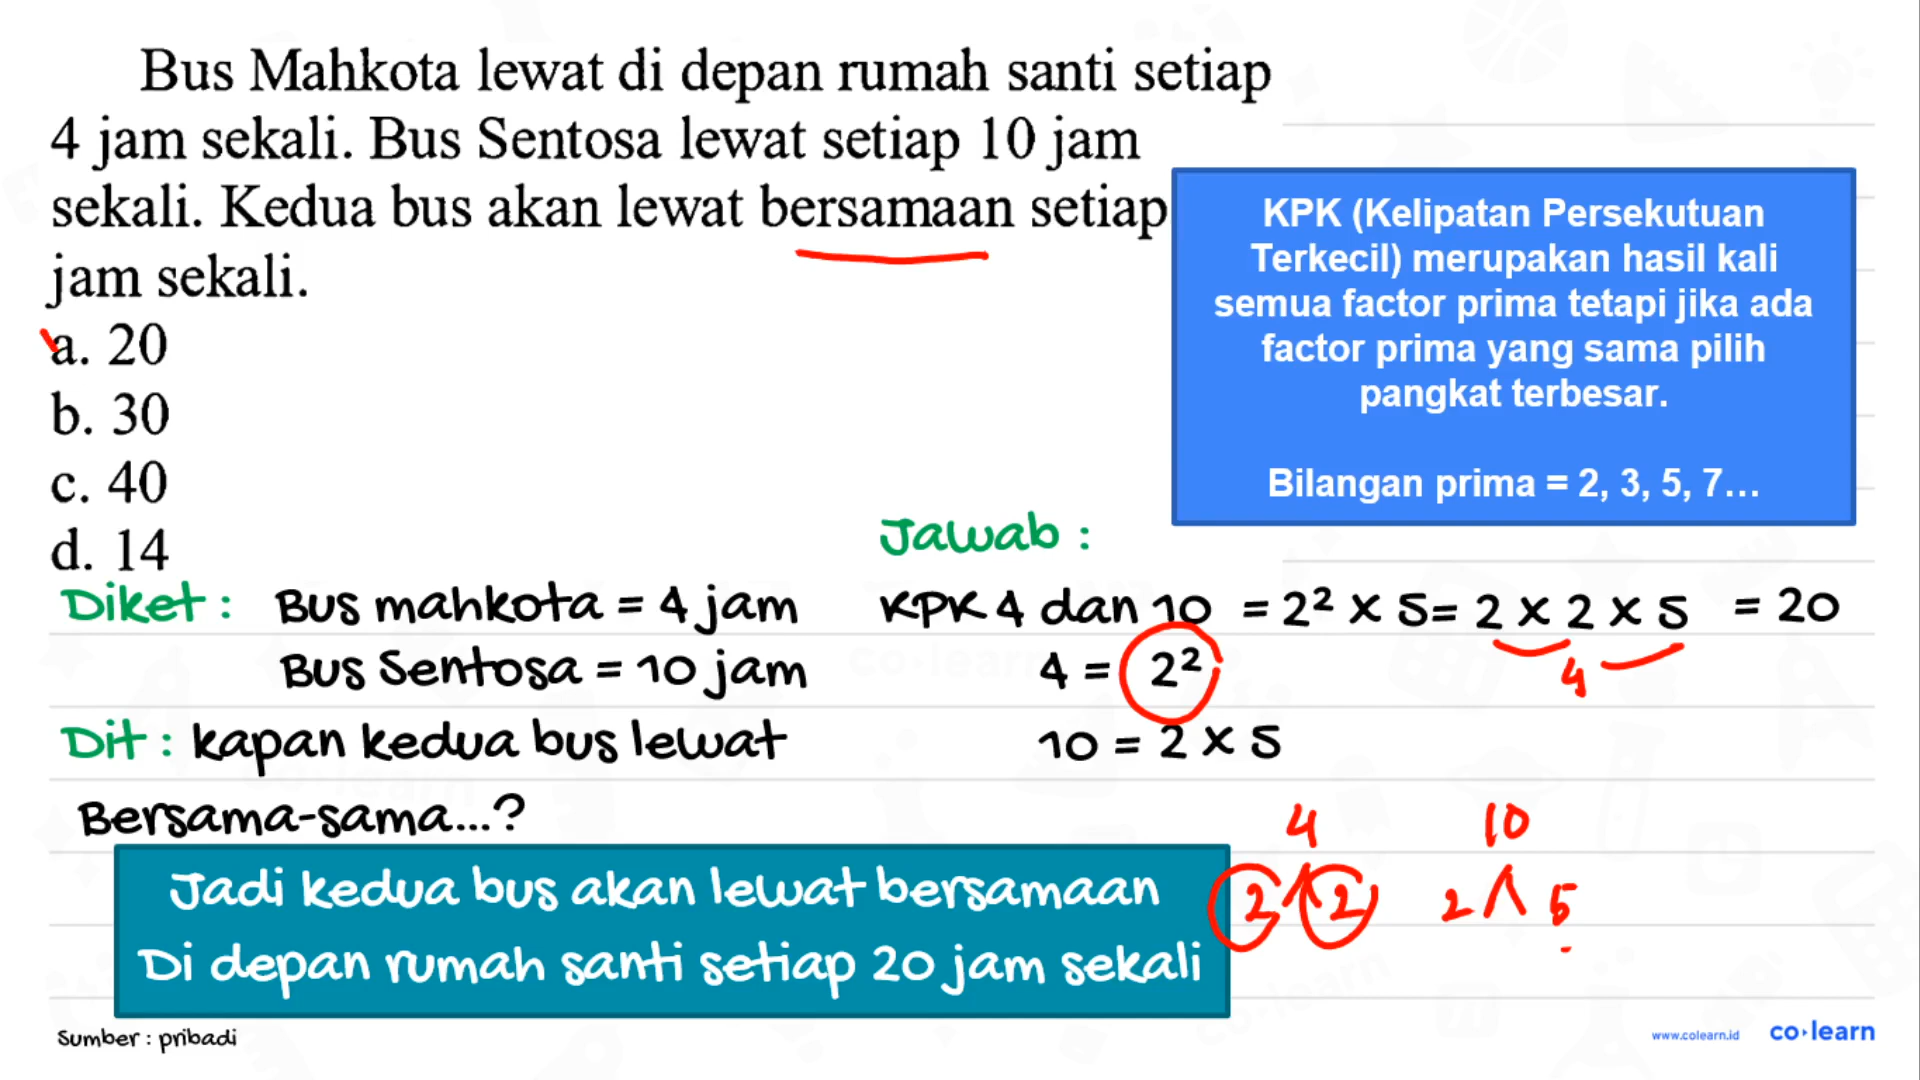 Bus Mahkota lewat di depan rumah santi setiap
4 jam sekali. Bus Sentosa lewat setiap 10 jam
sekali. Kedua bus akan lewat bersamaan setiap
jam sekali.
a. 20
b. 30
c. 40
d. 14
KPK (Kelipatan Persekutuan
Terkecil) merupakan hasil kali
semua factor prima tetapi jika ada
factor prima yang sama pilih
pangkat terbesar.
Bilangan prima = 2, 3, 5, 7...
Diket : Bus mahkota = 4 jam
Bus Sentosa = 10 jam
Dit : kapan kedua bus lewat
Bersama-sama...?
Jawab :
KPK 4 dan 10 = 2² x 5 = 2 x 2 x 5 = 20
4
4 = 2²
10 = 2 x 5
4 10
2 2 2 5
Jadi kedua bus akan lewat bersamaan
Di depan rumah santi setiap 20 jam sekali
Sumber : pribadi
www.colearn.id co·learn
co·learn
co·learn
co·learn